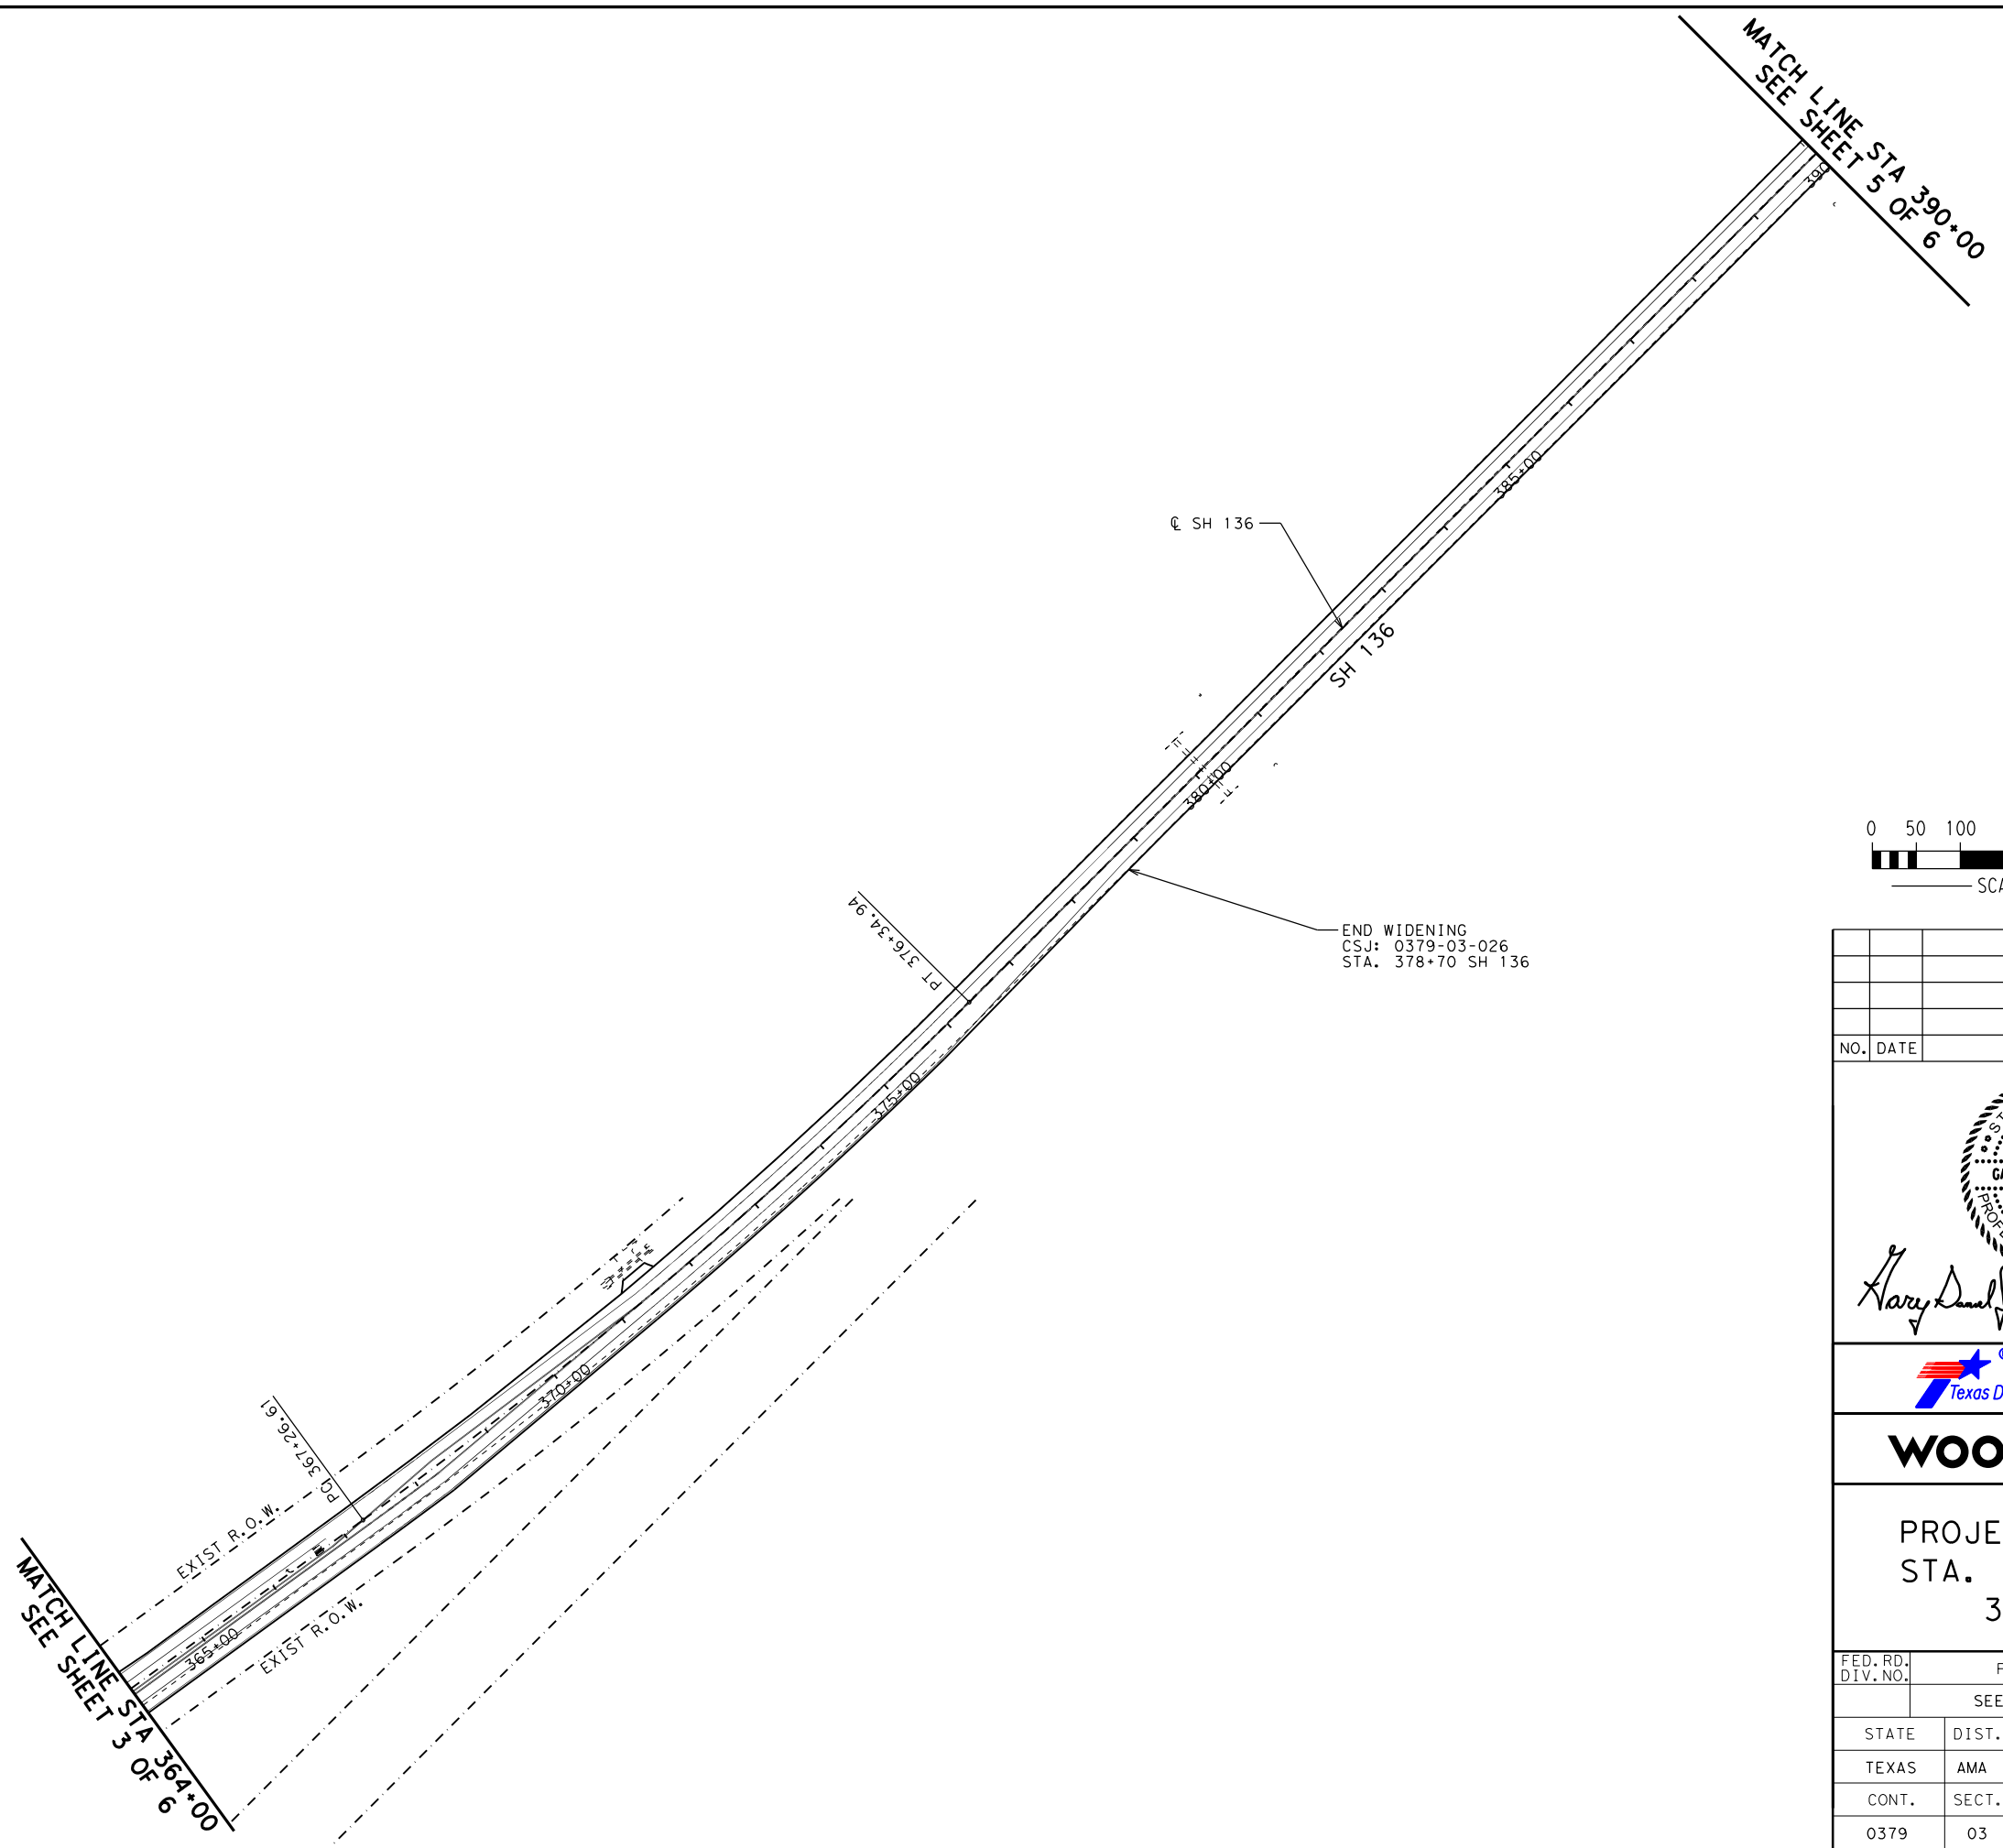 MATCH LINE STA 390+00
SEE SHEET 5 OF 6
390
385+00
℄ SH 136
SH 136
380+00
0 50 100
END WIDENING
CSJ: 0379-03-026
STA. 378+70 SH 136
PT 376+34.94
NO. DATE
375+00
370+00
PC 367+26.61
EXIST R.O.W.
EXIST R.O.W.
365+00
MATCH LINE STA 364+00
SEE SHEET 3 OF 6
Texas D
WOO
PROJE
STA.
3
FED.RD.
DIV.NO.
F
SEE
STATE DIST.
TEXAS AMA
CONT. SECT.
0379 03